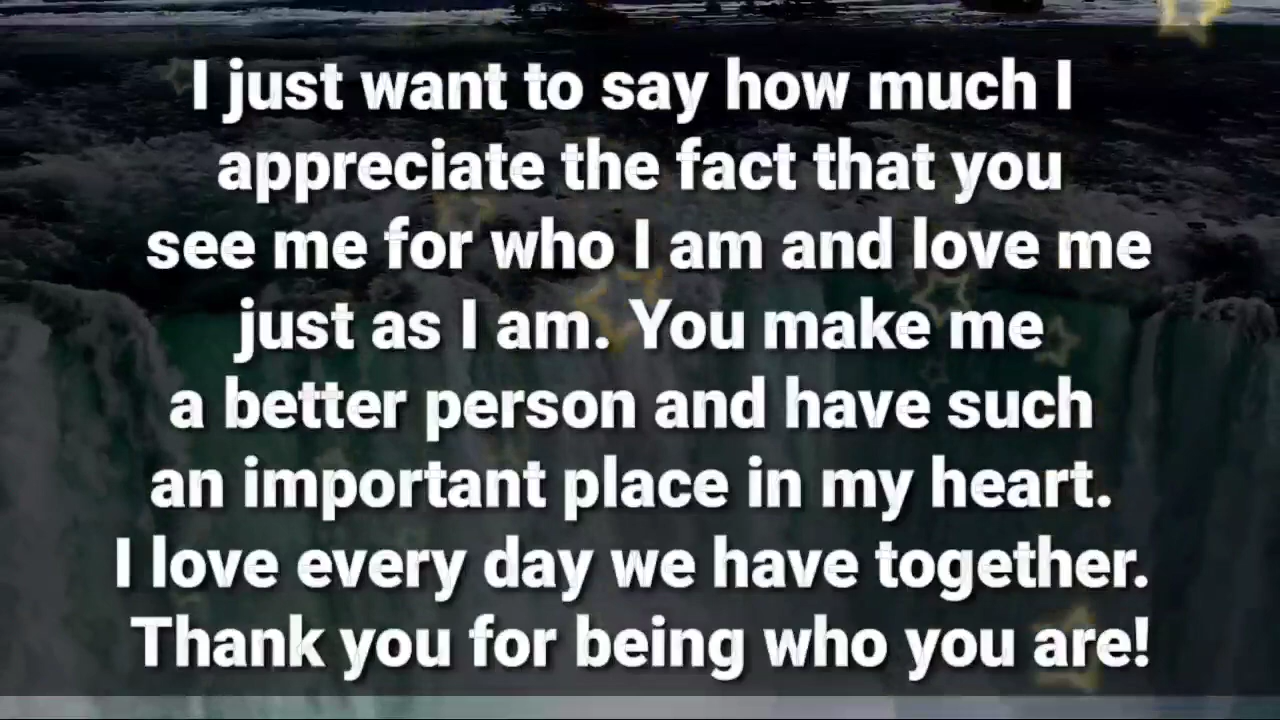 I just want to say how much I
appreciate the fact that you
see me for who I am and love me
just as I am. You make me
a better person and have such
an important place in my heart.
I love every day we have together.
Thank you for being who you are!